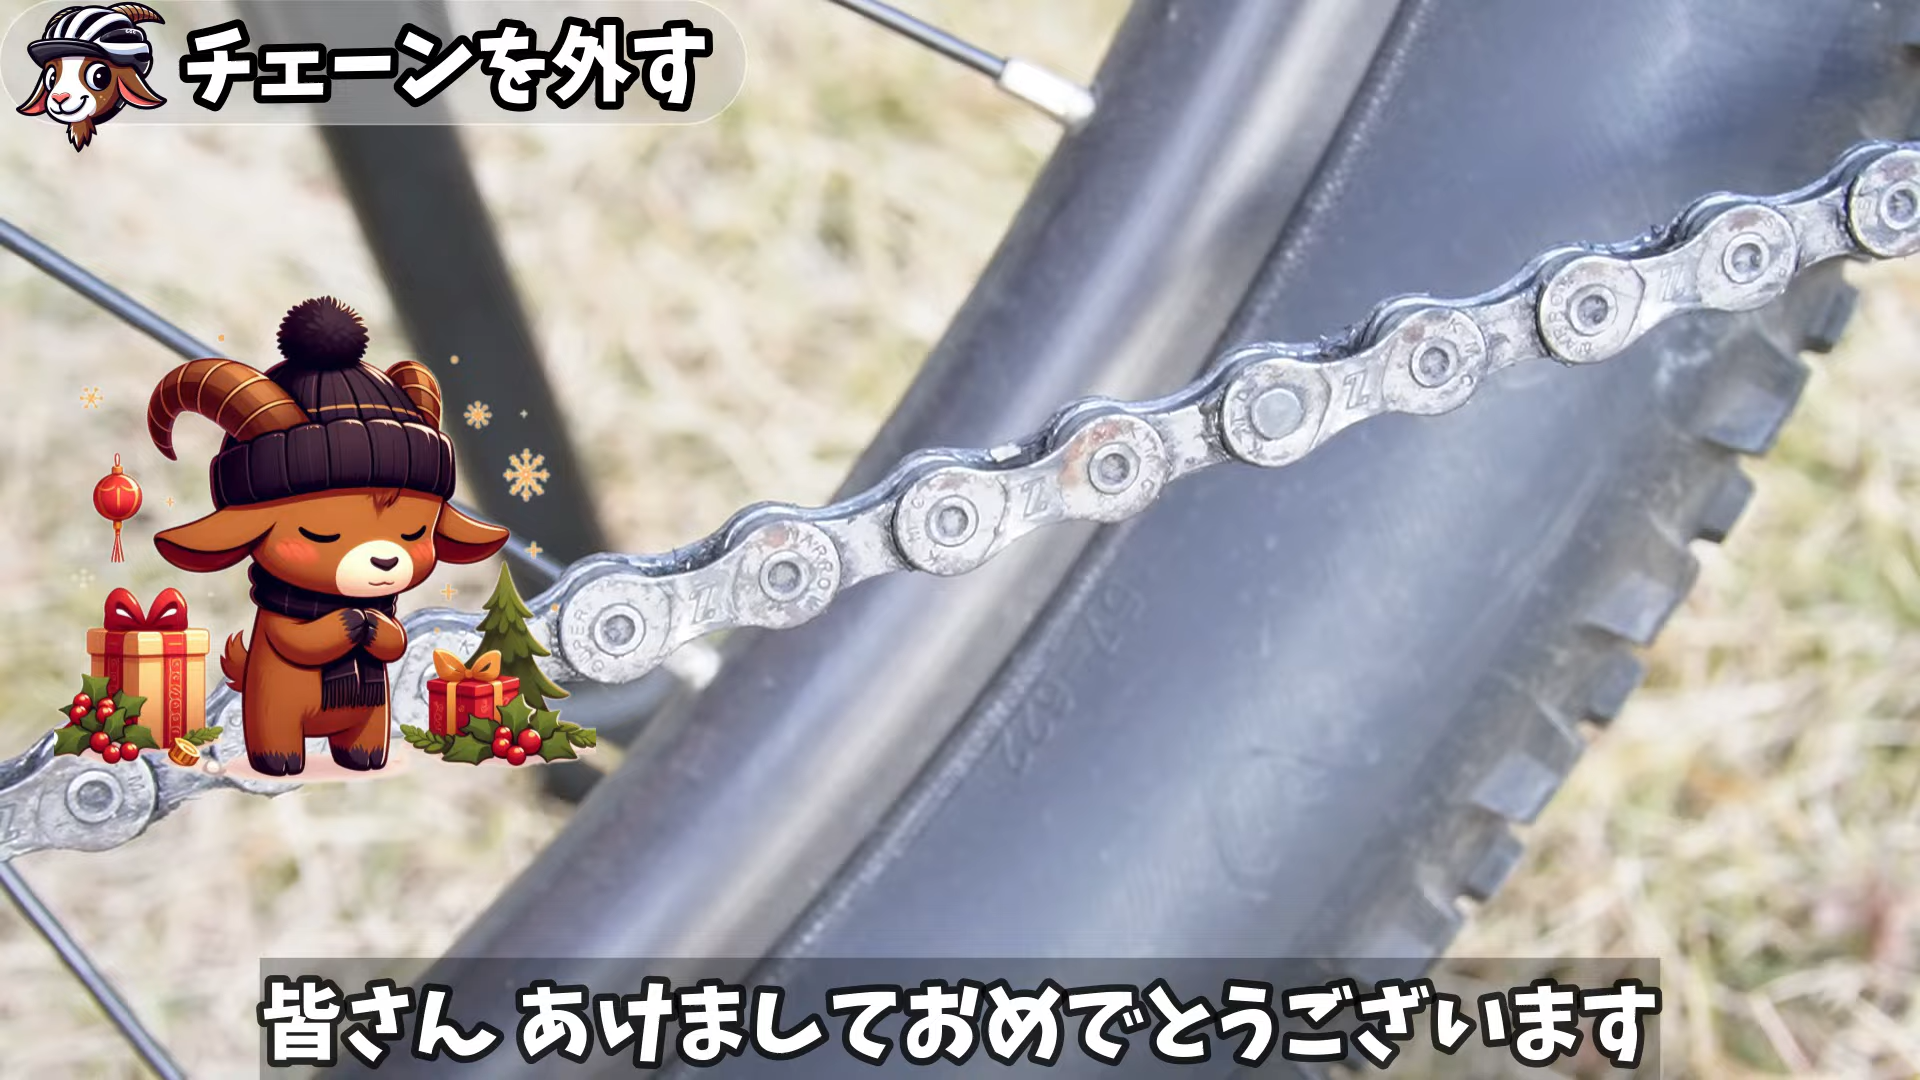 チェーンを外す
皆さん あけましておめでとうございます